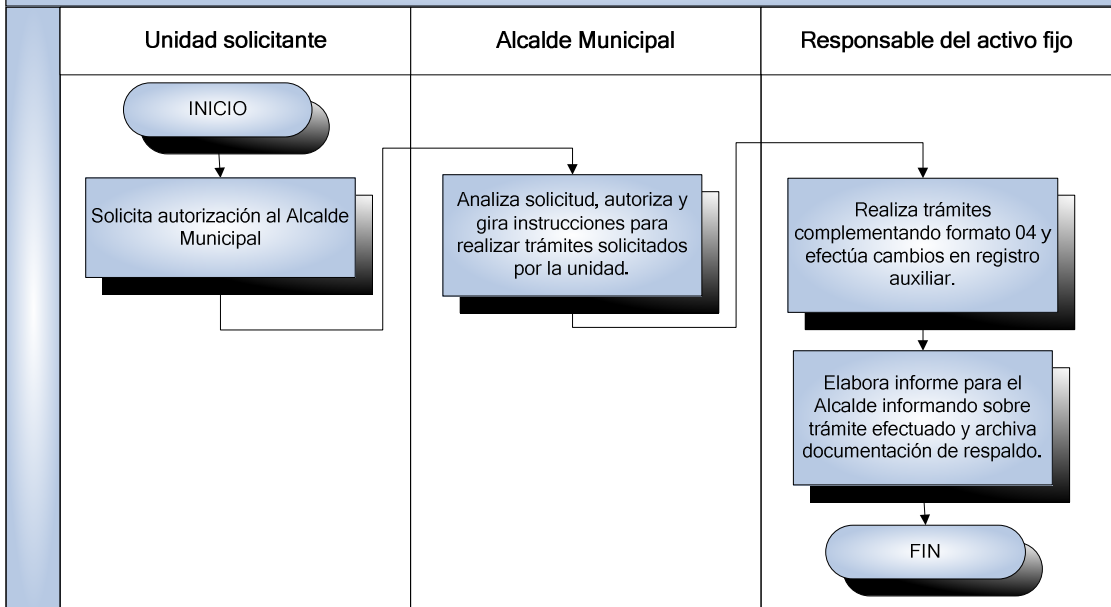 Unidad solicitante
Alcalde Municipal
Responsable del activo fijo
INICIO
Solicita autorización al Alcalde
Municipal
Analiza solicitud, autoriza y
gira instrucciones para
realizar trámites solicitados
por la unidad.
Realiza trámites
complementando formato 04 y
efectúa cambios en registro
auxiliar.
Elabora informe para el
Alcalde informando sobre
trámite efectuado y archiva
documentación de respaldo.
FIN